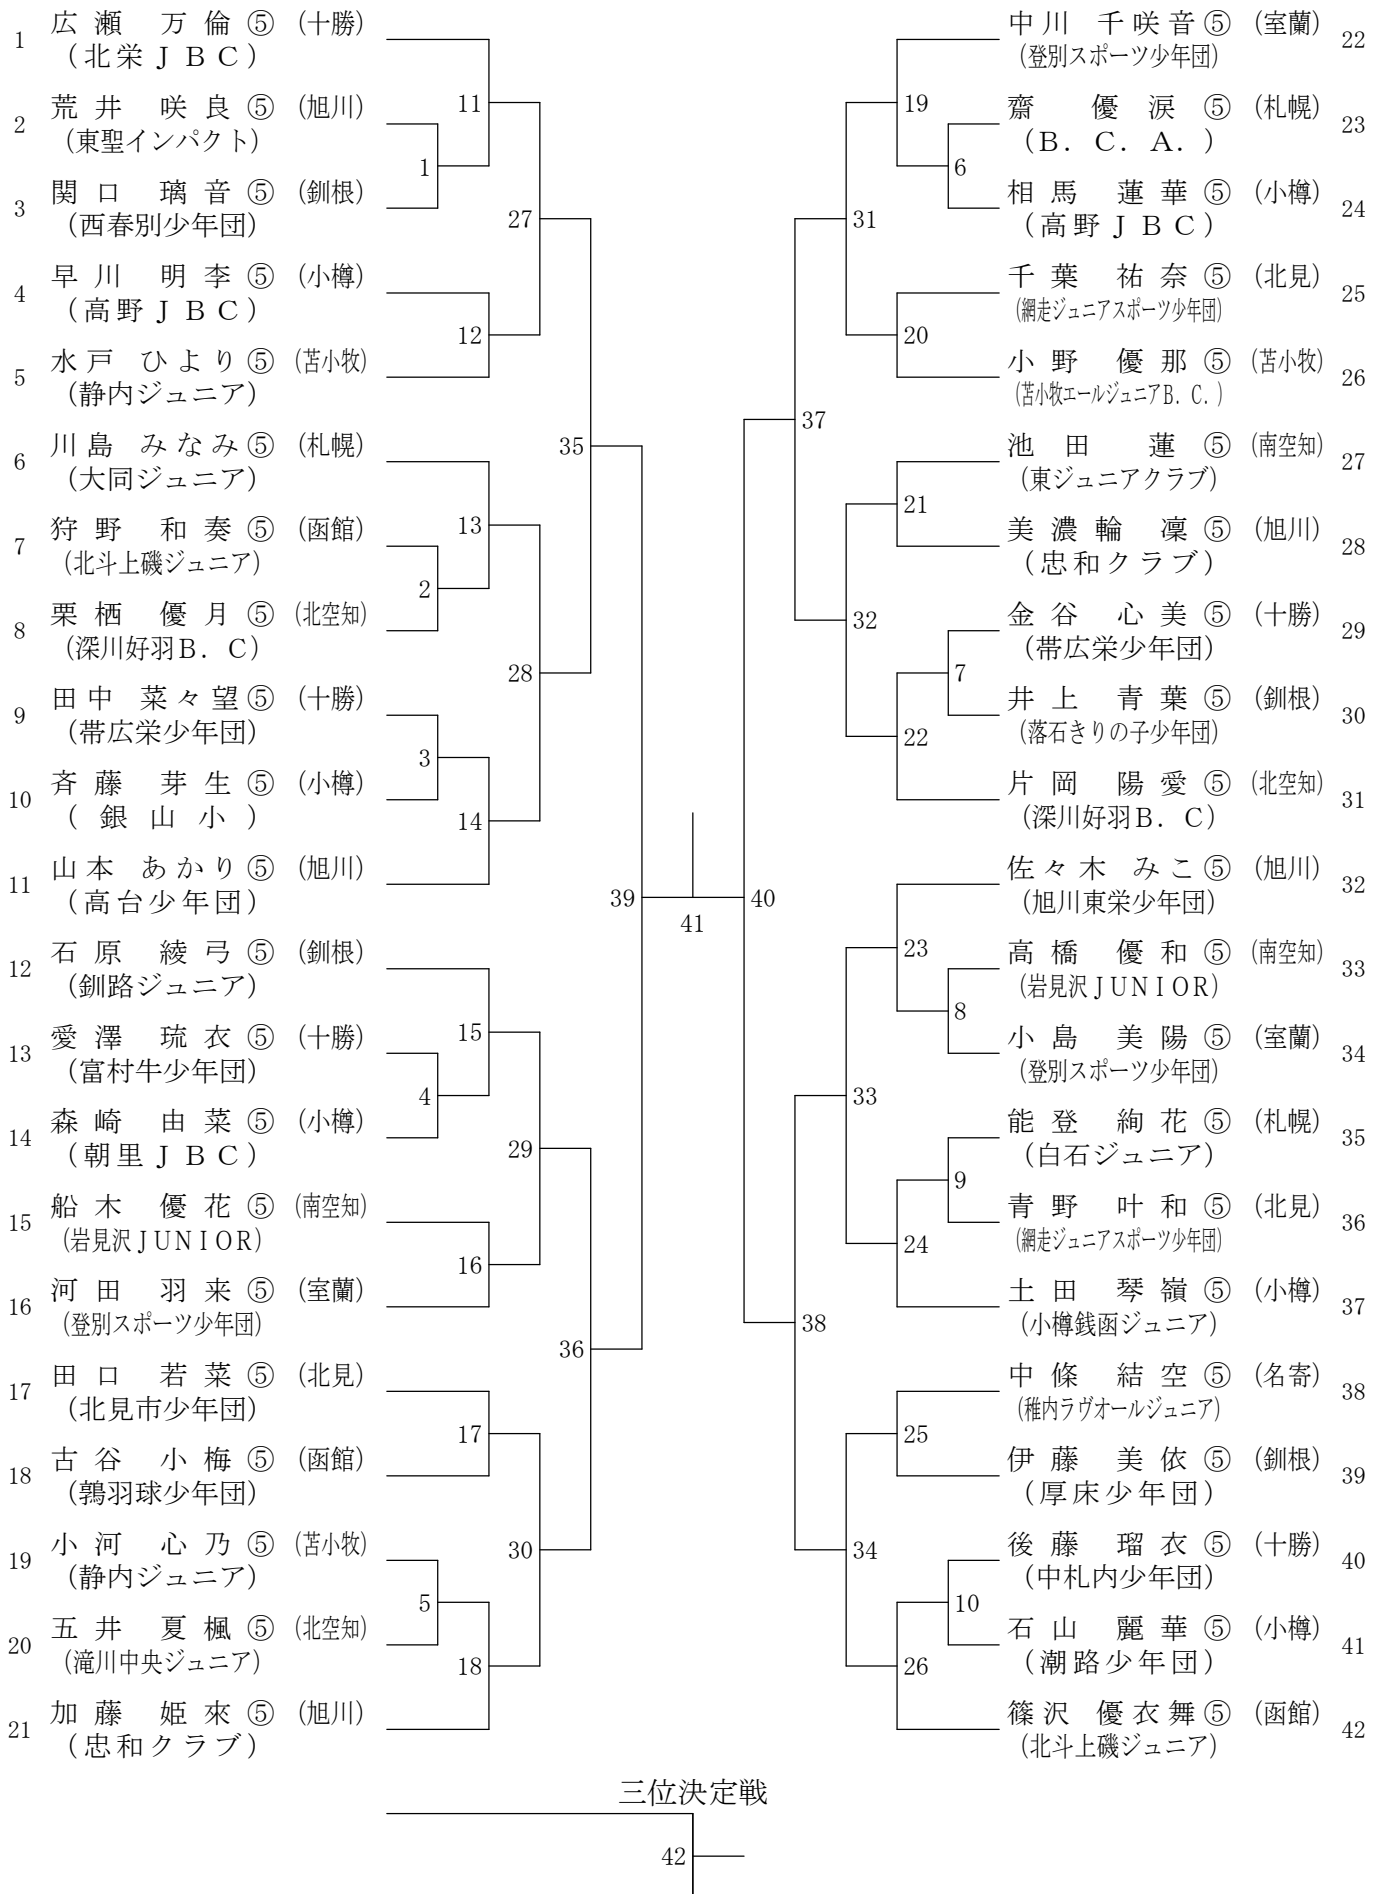 1 広瀬 万倫⑤ (十勝)
(北栄ＪＢＣ)
2 荒井 咲良⑤ (旭川)
(東聖インパクト)
3 関口 璃音⑤ (釧根)
(西春別少年団)
4 早川 明李⑤ (小樽)
(高野ＪＢＣ)
5 水戸 ひより⑤ (苫小牧)
(静内ジュニア)
6 川島 みなみ⑤ (札幌)
(大同ジュニア)
7 狩野 和奏⑤ (函館)
(北斗上磯ジュニア)
8 栗栖 優月⑤ (北空知)
(深川好羽Ｂ．Ｃ)
9 田中 菜々望⑤ (十勝)
(帯広栄少年団)
10 斉藤 芽生⑤ (小樽)
(銀山小)
11 山本 あかり⑤ (旭川)
(高台少年団)
12 石原 綾弓⑤ (釧根)
(釧路ジュニア)
13 愛澤 琉衣⑤ (十勝)
(富村牛少年団)
14 森崎 由菜⑤ (小樽)
(朝里ＪＢＣ)
15 船木 優花⑤ (南空知)
(岩見沢ＪＵＮＩＯＲ)
16 河田 羽来⑤ (室蘭)
(登別スポーツ少年団)
17 田口 若菜⑤ (北見)
(北見市少年団)
18 古谷 小梅⑤ (函館)
(鶉羽球少年団)
19 小河 心乃⑤ (苫小牧)
(静内ジュニア)
20 五井 夏楓⑤ (北空知)
(滝川中央ジュニア)
21 加藤 姫來⑤ (旭川)
(忠和クラブ)
11
1
27
12
35
13
2
28
3
14
39
15
4
29
16
36
17
30
5
18
41
40
19
6
31
20
37
21
32
7
22
23
8
33
9
24
38
25
34
10
26
中川 千咲音⑤ (室蘭) 22
(登別スポーツ少年団)
齋 優涙⑤ (札幌) 23
(Ｂ．Ｃ．Ａ．)
相馬 蓮華⑤ (小樽) 24
(高野ＪＢＣ)
千葉 祐奈⑤ (北見) 25
(網走ジュニアスポーツ少年団)
小野 優那⑤ (苫小牧) 26
(苫小牧エールジュニアＢ．Ｃ．)
池田 蓮⑤ (南空知) 27
(東ジュニアクラブ)
美濃輪 凜⑤ (旭川) 28
(忠和クラブ)
金谷 心美⑤ (十勝) 29
(帯広栄少年団)
井上 青葉⑤ (釧根) 30
(落石きりの子少年団)
片岡 陽愛⑤ (北空知) 31
(深川好羽Ｂ．Ｃ)
佐々木 みこ⑤ (旭川) 32
(旭川東栄少年団)
高橋 優和⑤ (南空知) 33
(岩見沢ＪＵＮＩＯＲ)
小島 美陽⑤ (室蘭) 34
(登別スポーツ少年団)
能登 絢花⑤ (札幌) 35
(白石ジュニア)
青野 叶和⑤ (北見) 36
(網走ジュニアスポーツ少年団)
土田 琴嶺⑤ (小樽) 37
(小樽銭函ジュニア)
中條 結空⑤ (名寄) 38
(稚内ラヴオールジュニア)
伊藤 美依⑤ (釧根) 39
(厚床少年団)
後藤 瑠衣⑤ (十勝) 40
(中札内少年団)
石山 麗華⑤ (小樽) 41
(潮路少年団)
篠沢 優衣舞⑤ (函館) 42
(北斗上磯ジュニア)
三位決定戦
42